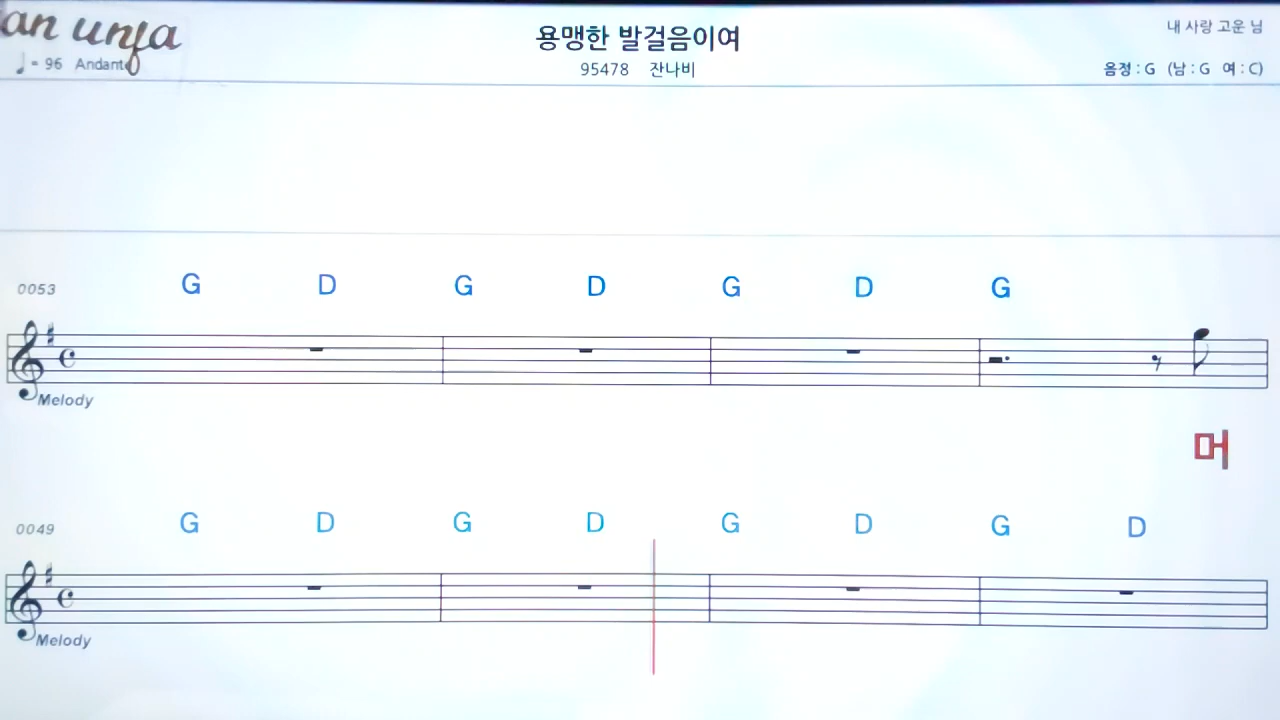 an unfa
용맹한 발걸음이여
내 사랑 고운 님
♩= 96 Andante
95478 잔나비
음정 : G (남 : G 여 : C)
0053 G D G D G D G
Melody
머
0049 G D G D G D G D
Melody